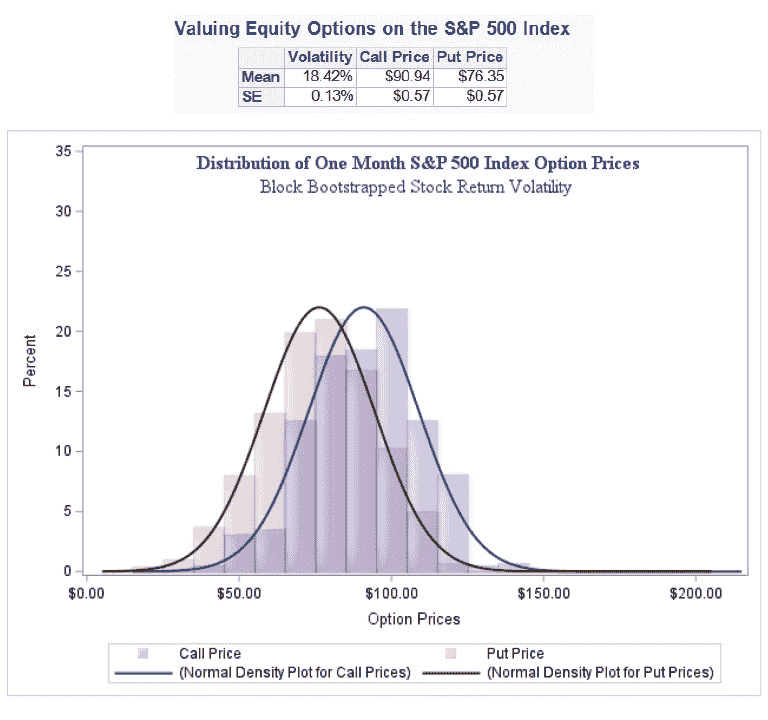 Valuing Equity Options on the S&P 500 Index
Volatility Call Price Put Price
Mean 18.42% $90.94 $76.35
SE 0.13% $0.57 $0.57
Distribution of One Month S&P 500 Index Option Prices
Block Bootstrapped Stock Return Volatility
35
30
25
20
15
10
5
0
Percent
$0.00 $50.00 $100.00 $150.00 $200.00
Option Prices
Call Price Put Price
(Normal Density Plot for Call Prices) (Normal Density Plot for Put Prices)